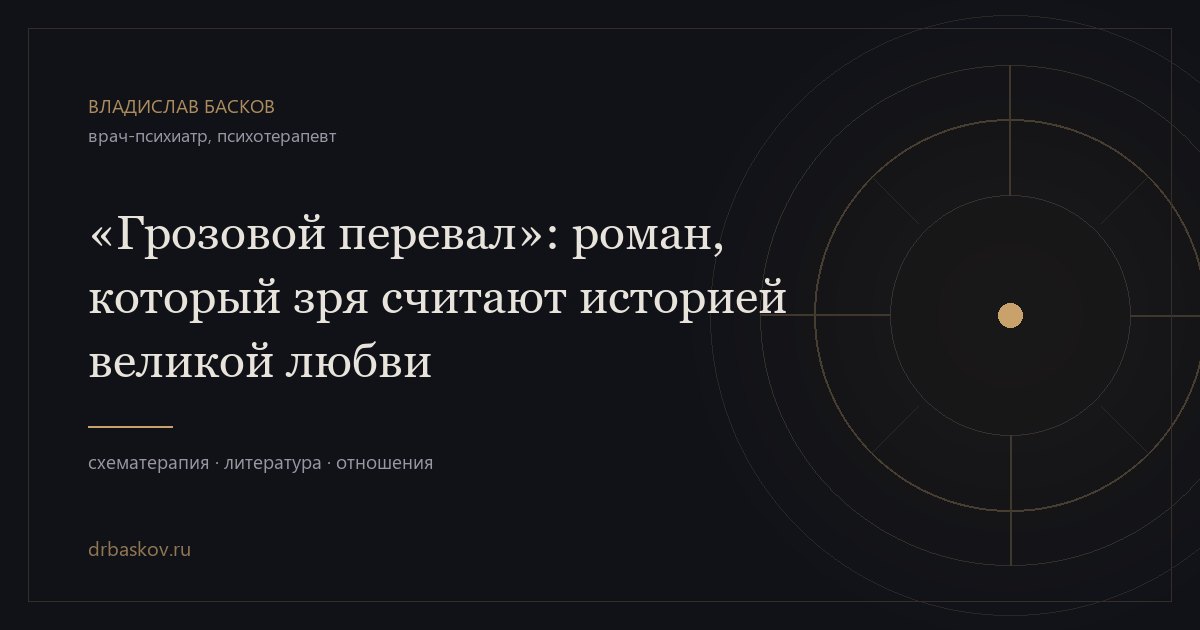 ВЛАДИСЛАВ БАСКОВ
врач-психиатр, психотерапевт
«Грозовой перевал»: роман,
который зря считают историей
великой любви
схематерапия · литература · отношения
drbaskov.ru